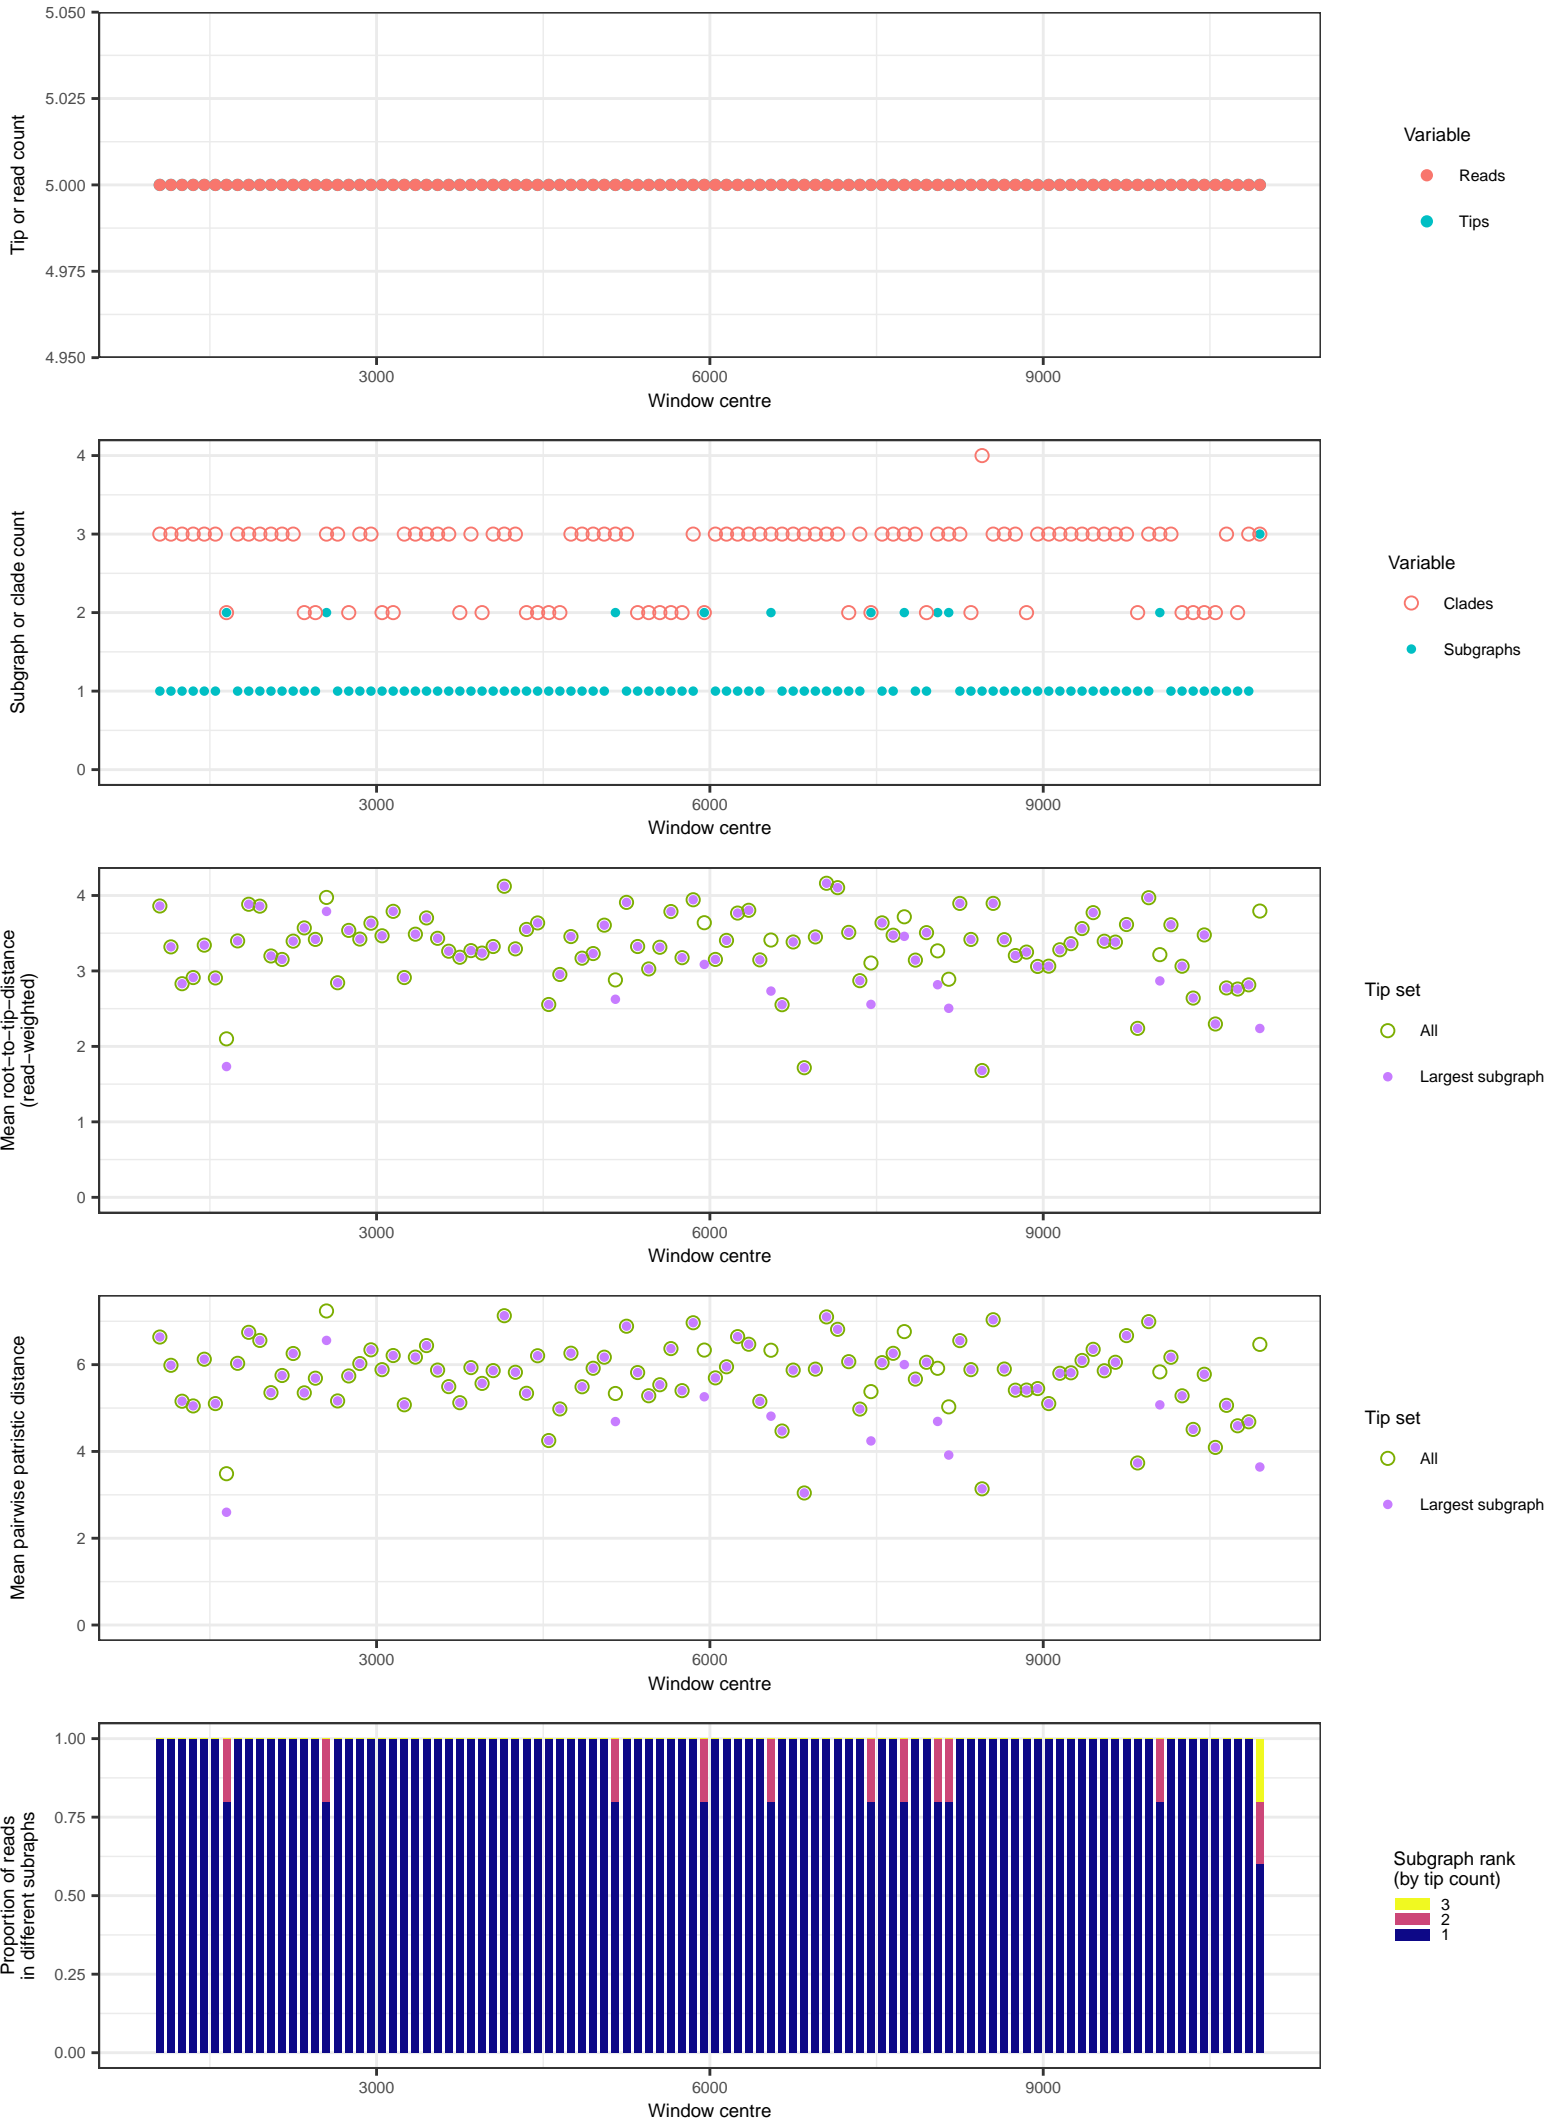 5.050
5.025
5.000
4.975
4.950
Tip or read count
3000 6000 9000
Window centre
Variable
Reads
Tips
4
3
2
1
0
Subgraph or clade count
3000 6000 9000
Window centre
Variable
Clades
Subgraphs
4
3
2
1
0
Mean root−to−tip−distance
(read−weighted)
3000 6000 9000
Window centre
Tip set
All
Largest subgraph
6
4
2
0
Mean pairwise patristic distance
3000 6000 9000
Window centre
Tip set
All
Largest subgraph
1.00
0.75
0.50
0.25
0.00
Proportion of reads
in different subraphs
3000 6000 9000
Window centre
Subgraph rank
(by tip count)
3
2
1